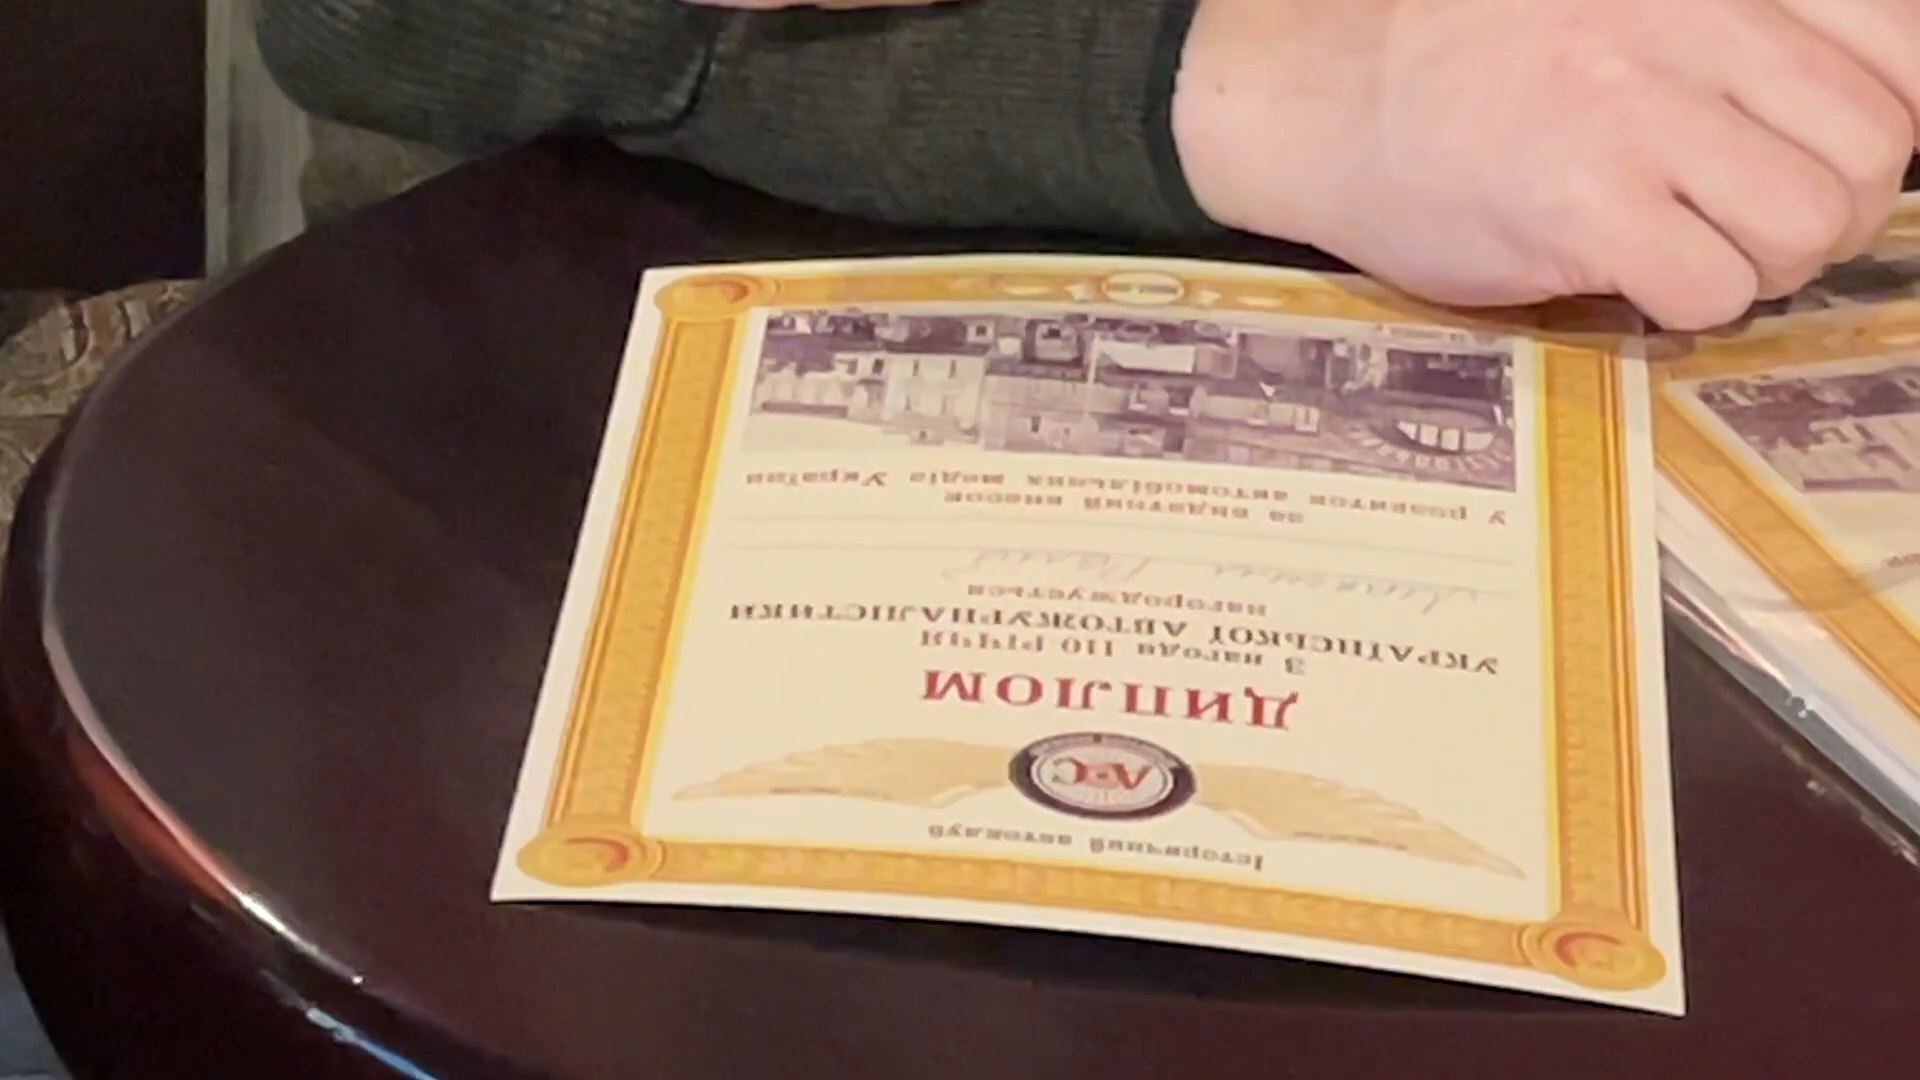 Історичний автоклуб
ДИПЛОМ
З нагоди 110 річчя
УКРАЇНСЬКОЇ АВТОЖУРНАЛІСТИКИ
нагороджується
за видатний внесок
У розвиток автомобільних медіа України